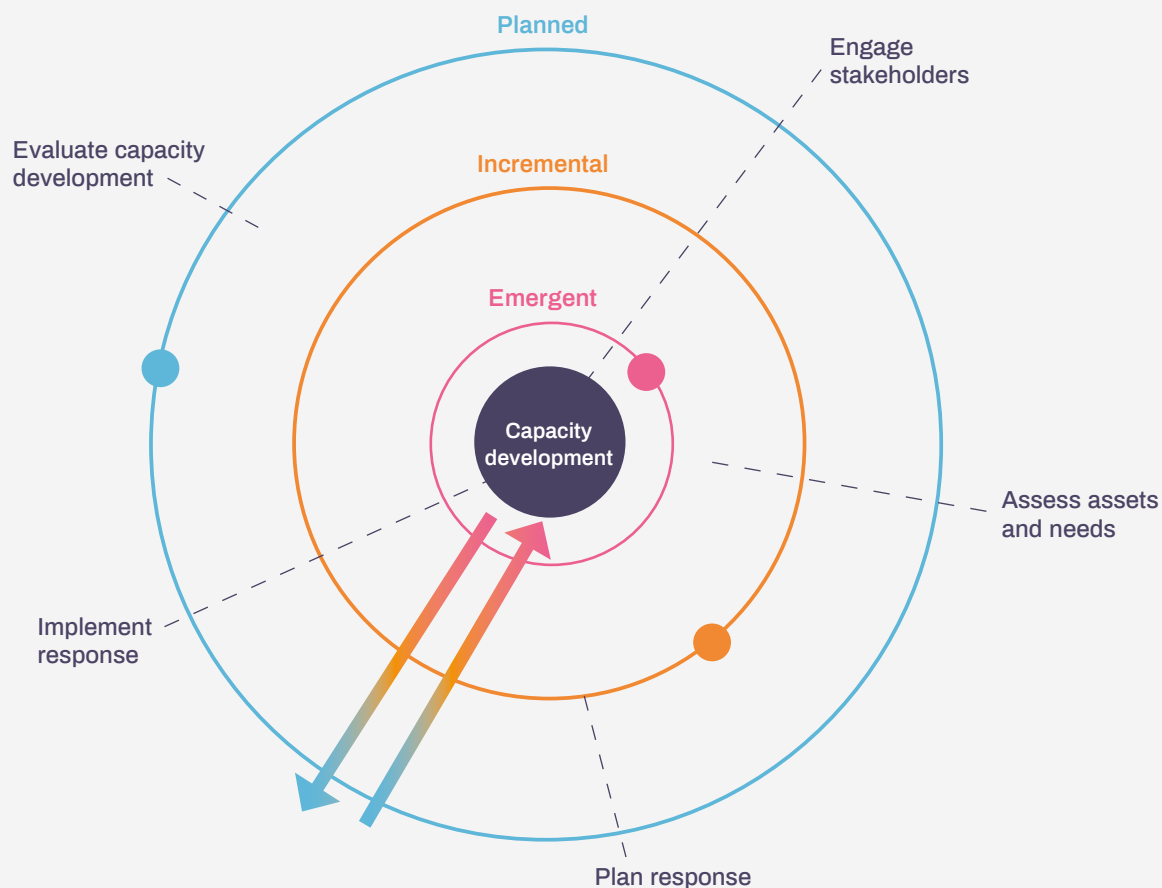 Planned
Engage
stakeholders
Evaluate capacity
development
Incremental
Emergent
Capacity
development
Assess assets
and needs
Implement
response
Plan response